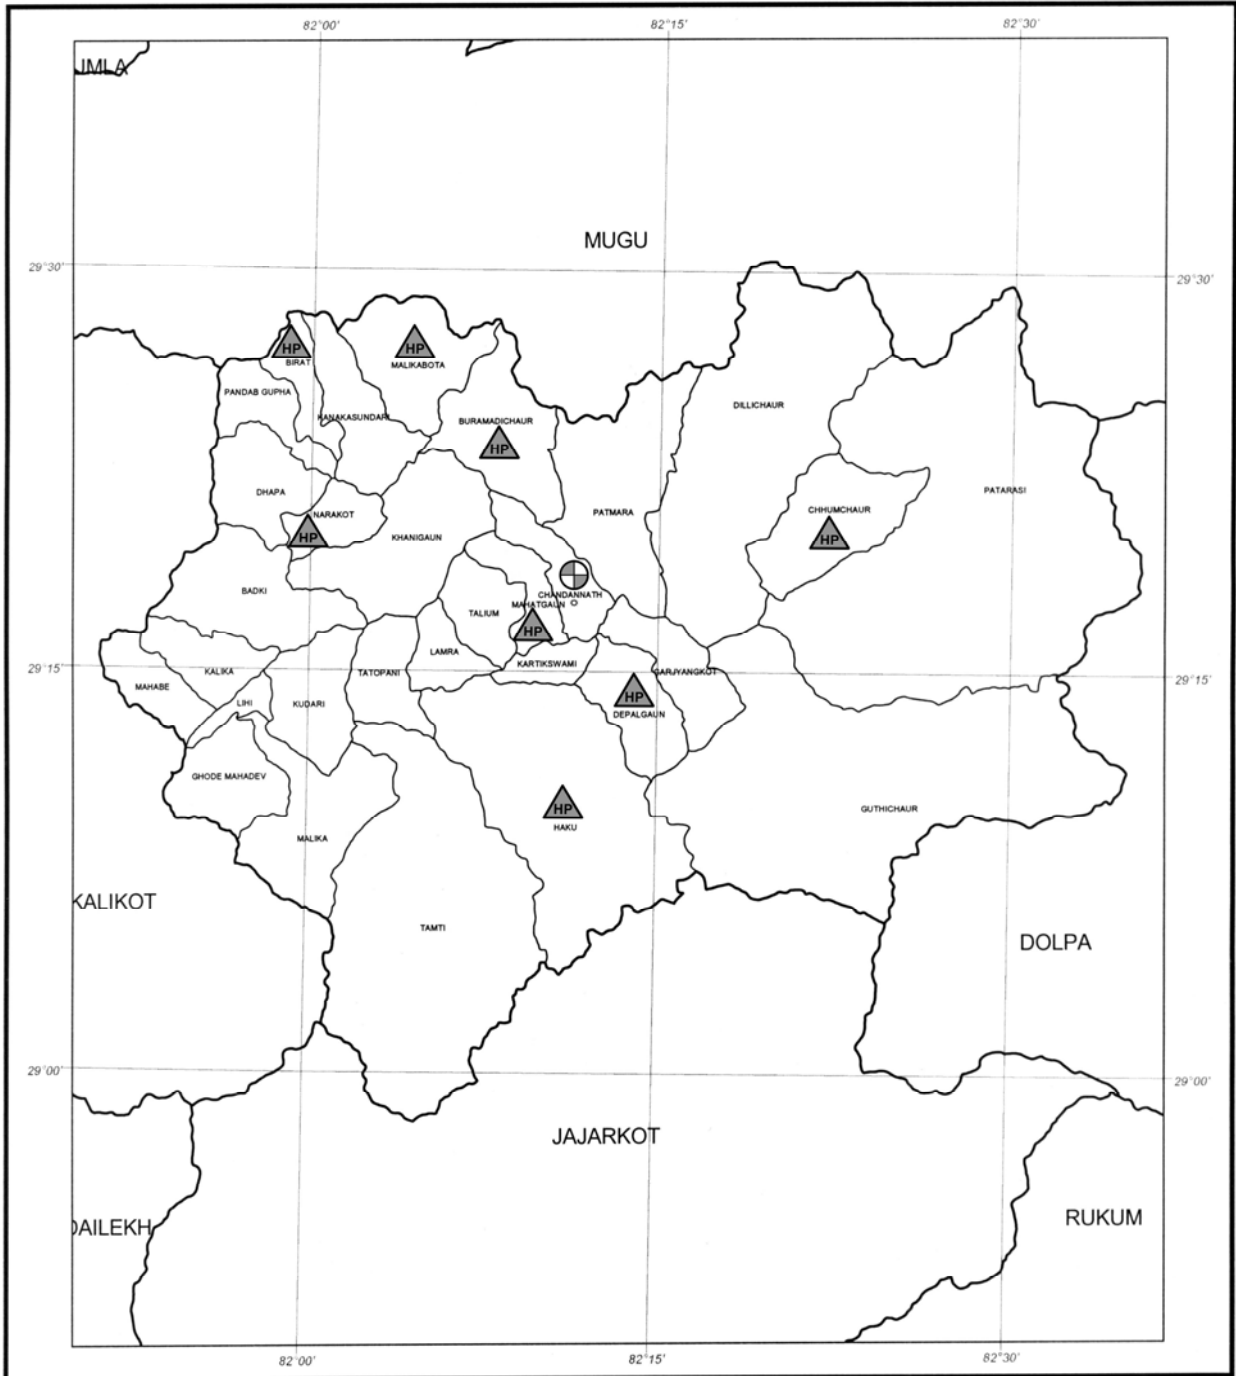 82°00'
82°15'
82°30'
JMLA
MUGU
29°30'
29°30'
HP
HP
BIRAT
MALIKABOTA
PANDAB GUPHA
DILLICHAUR
KANAKASUNDARI
BURAMADICHAUR
HP
DHAPA
PATARASI
NARAKOT
PATMARA
CHHUMCHAUR
HP
KHANIGAUN
HP
BADKI
CHANDANNATH
MAHATGAUN
TALIUM
HP
LAMRA
KARTIKSWAMI
29°15'
KALIKA
TATOPANI
GARJYANGKOT
29°15'
MAHABE
LIHI
KUDARI
HP
DEPALGAUN
GHODE MAHADEV
HP
GUTHICHAUR
HAKU
MALIKA
KALIKOT
TAMTI
DOLPA
29°00'
29°00'
JAJARKOT
DAILEKH
RUKUM
82°00'
82°15'
82°30'